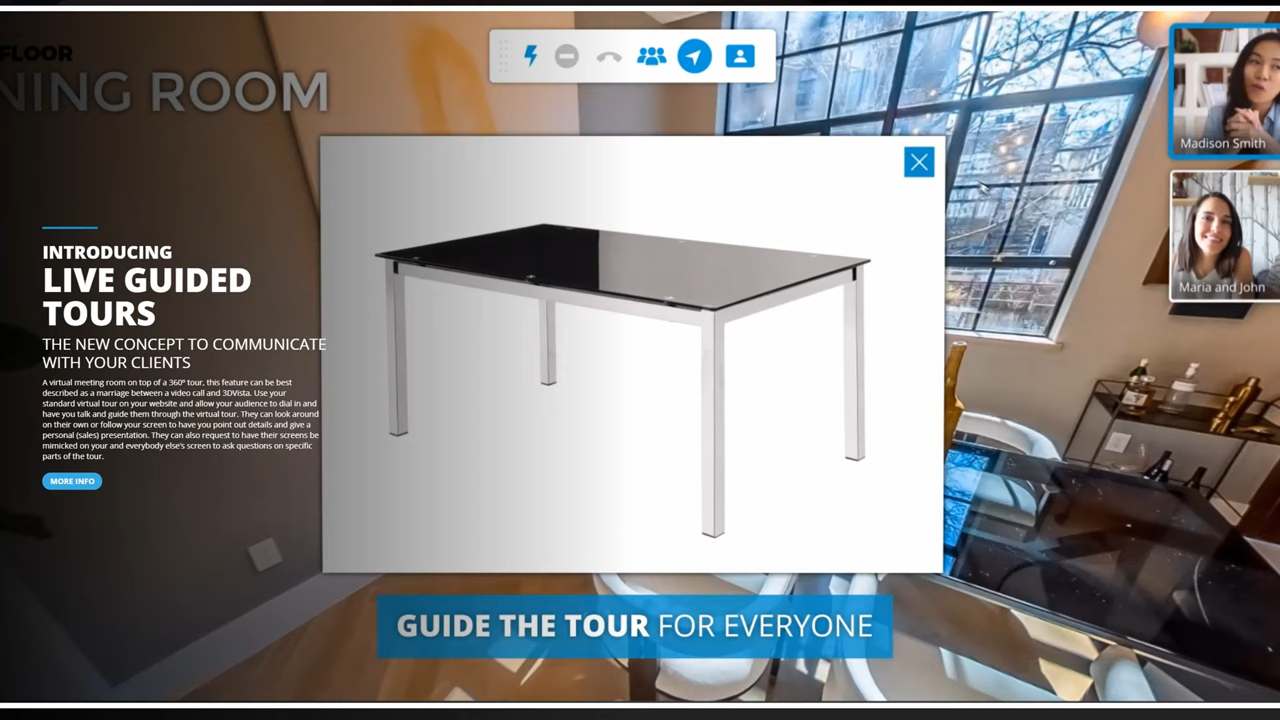 FLOOR
NING ROOM
Madison Smith
Maria and John
INTRODUCING
LIVE GUIDED
TOURS
THE NEW CONCEPT TO COMMUNICATE
WITH YOUR CLIENTS
A virtual meeting room on top of a 360º tour, this feature can be best
described as a marriage between a video call and 3DVista. Use your
standard virtual tour on your website and allow your audience to dial in and
have you talk and guide them through the virtual tour. They can look around
on their own or follow your screen to have you point out details and give a
personal (sales) presentation. They can also request to have their screens be
mimicked on your and everybody else's screen to ask questions on specific
parts of the tour.
MORE INFO
GUIDE THE TOUR FOR EVERYONE